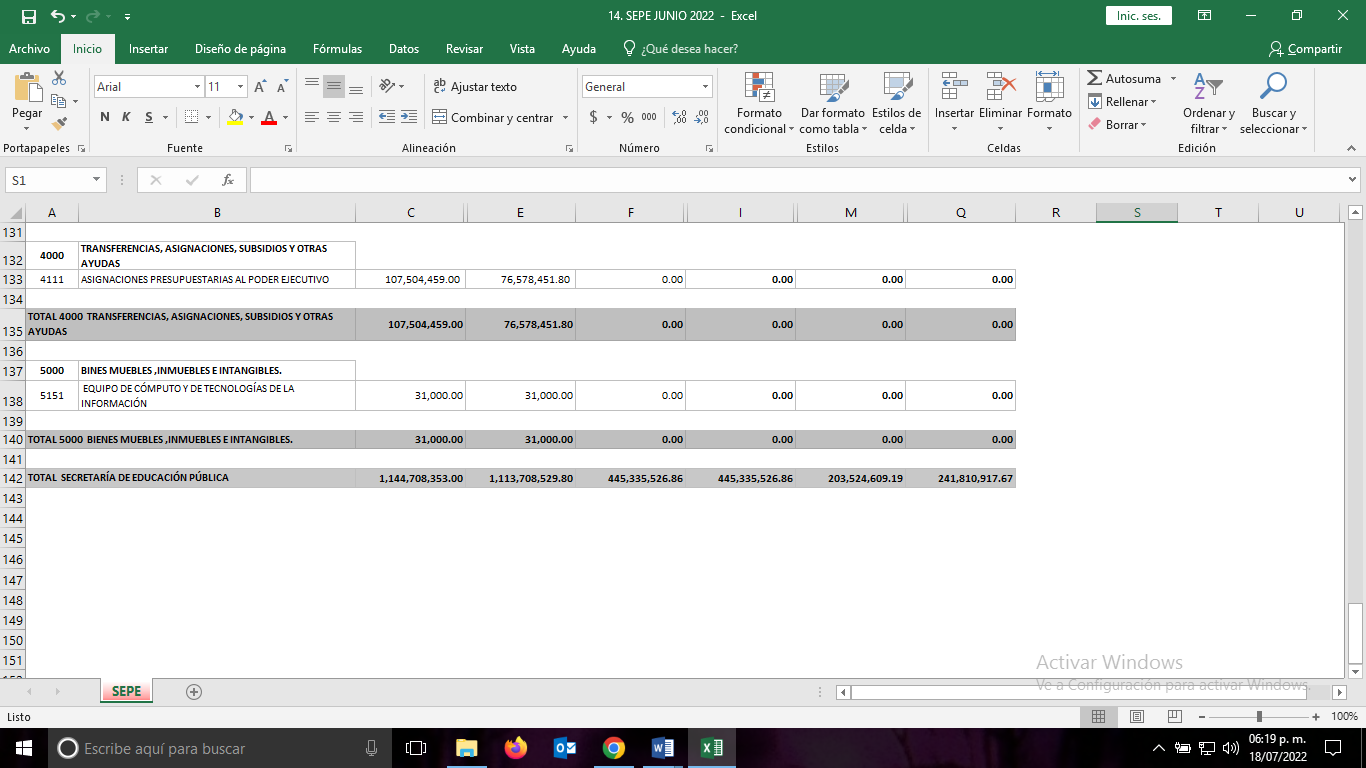 14. SEPE JUNIO 2022 - Excel
Inic. ses.
Archivo Inicio Insertar Diseño de página Fórmulas Datos Revisar Vista Ayuda ¿Qué desea hacer? Compartir
Pegar
Arial 11
N K S
A A
ab Ajustar texto
Combinar y centrar
General
$ % 000
Formato condicional
Dar formato como tabla
Estilos de celda
Insertar Eliminar Formato
Autosuma
Rellenar
Borrar
Ordenar y filtrar
Buscar y seleccionar
Portapapeles Fuente Alineación Número Estilos Celdas Edición
S1 fx
A B C E F I M Q R S T U
131
132 4000 TRANSFERENCIAS, ASIGNACIONES, SUBSIDIOS Y OTRAS
AYUDAS
133 4111 ASIGNACIONES PRESUPUESTARIAS AL PODER EJECUTIVO 107,504,459.00 76,578,451.80 0.00 0.00 0.00 0.00
134
135 TOTAL 4000 TRANSFERENCIAS, ASIGNACIONES, SUBSIDIOS Y OTRAS
AYUDAS 107,504,459.00 76,578,451.80 0.00 0.00 0.00 0.00
136
137 5000 BINES MUEBLES ,INMUEBLES E INTANGIBLES.
138 5151 EQUIPO DE CÓMPUTO Y DE TECNOLOGÍAS DE LA
INFORMACIÓN 31,000.00 31,000.00 0.00 0.00 0.00 0.00
139
140 TOTAL 5000 BIENES MUEBLES ,INMUEBLES E INTANGIBLES. 31,000.00 31,000.00 0.00 0.00 0.00 0.00
141
142 TOTAL SECRETARÍA DE EDUCACIÓN PÚBLICA 1,144,708,353.00 1,113,708,529.80 445,335,526.86 445,335,526.86 203,524,609.19 241,810,917.67
143
144
145
146
147
148
149
150
151
Activar Windows
Ve a Configuración para activar Windows.
SEPE
Listo 100%
Escribe aquí para buscar
06:19 p. m.
18/07/2022